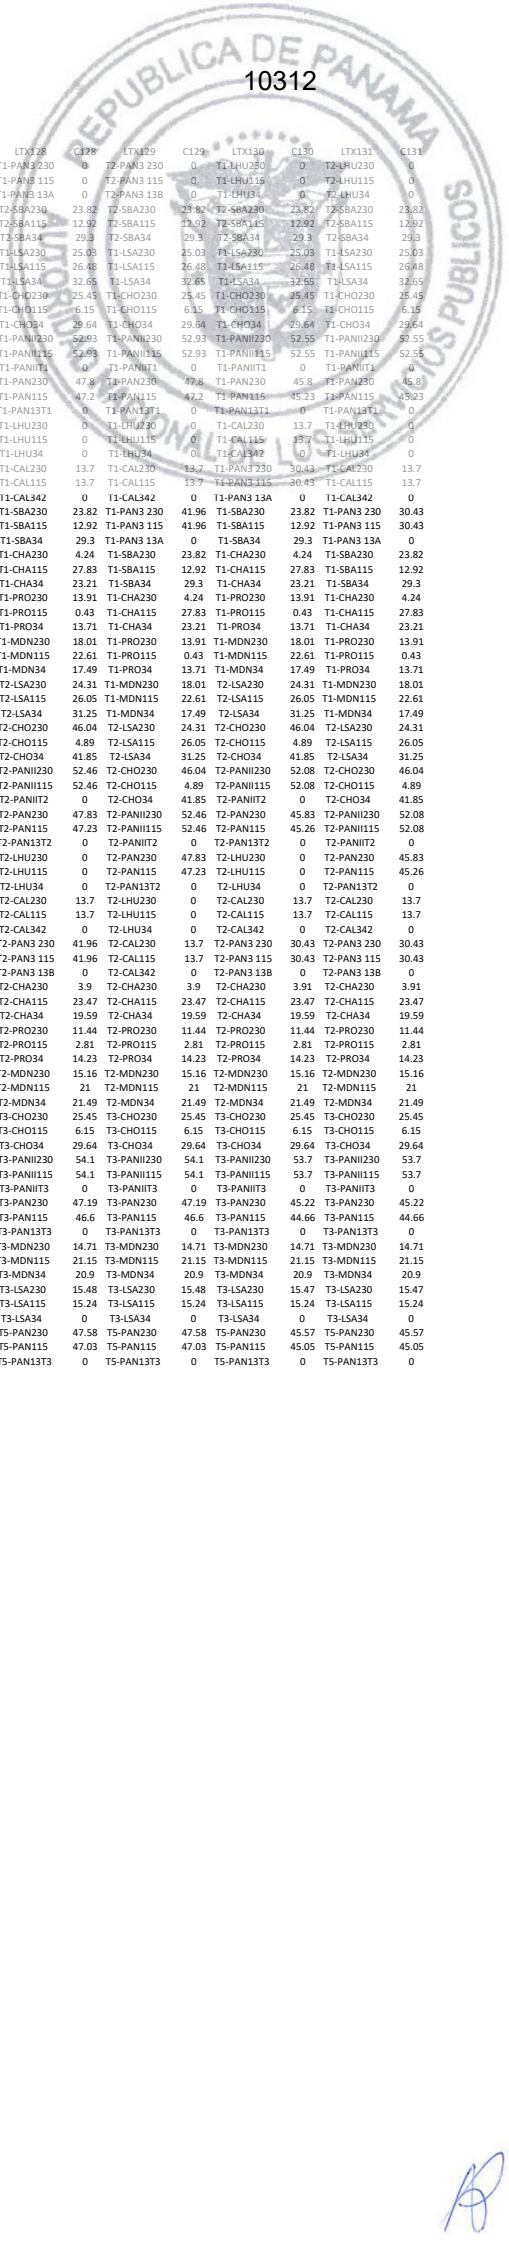 REPUBLICA DE PANAMA
10312
AUTORIDAD NACIONAL DE LOS SERVICIOS PUBLICOS
LTX128 C128 LTX129 C129 LTX130 C130 LTX131 C131
T1-PAN3 230 0 T2-PAN3 230 0 T1-LHU230 0 T2-LHU230 0
T1-PAN3 115 0 T2-PAN3 115 0 T1-LHU115 0 T2-LHU115 0
T1-PAN3 13A 0 T2-PAN3 13B 0 T1-LHU34 0 T2-LHU34 0
T2-SBA230 23.82 T2-SBA230 23.82 T2-SBA230 23.82 T2-SBA230 23.82
T2-SBA115 12.92 T2-SBA115 12.92 T2-SBA115 12.92 T2-SBA115 12.92
T2-SBA34 29.3 T2-SBA34 29.3 T2-SBA34 29.3 T2-SBA34 29.3
T1-LSA230 25.03 T1-LSA230 25.03 T1-LSA230 25.03 T1-LSA230 25.03
T1-LSA115 26.48 T1-LSA115 26.48 T1-LSA115 26.48 T1-LSA115 26.48
T1-LSA34 32.65 T1-LSA34 32.65 T1-LSA34 32.65 T1-LSA34 32.65
T1-CHO230 25.45 T1-CHO230 25.45 T1-CHO230 25.45 T1-CHO230 25.45
T1-CHO115 6.15 T1-CHO115 6.15 T1-CHO115 6.15 T1-CHO115 6.15
T1-CHO34 29.64 T1-CHO34 29.64 T1-CHO34 29.64 T1-CHO34 29.64
T1-PANII230 52.93 T1-PANII230 52.93 T1-PANII230 52.55 T1-PANII230 52.55
T1-PANII115 52.93 T1-PANII115 52.93 T1-PANII115 52.55 T1-PANII115 52.55
T1-PANIIT1 0 T1-PANIIT1 0 T1-PANIIT1 0 T1-PANIIT1 0
T1-PAN230 47.8 T1-PAN230 47.8 T1-PAN230 45.8 T1-PAN230 45.8
T1-PAN115 47.2 T1-PAN115 47.2 T1-PAN115 45.23 T1-PAN115 45.23
T1-PAN13T1 0 T1-PAN13T1 0 T1-PAN13T1 0 T1-PAN13T1 0
T1-LHU230 0 T1-LHU230 0 T1-CAL230 13.7 T1-LHU230 0
T1-LHU115 0 T1-LHU115 0 T1-CAL115 13.7 T1-LHU115 0
T1-LHU34 0 T1-LHU34 0 T1-CAL342 0 T1-LHU34 0
T1-CAL230 13.7 T1-CAL230 13.7 T1-PAN3 230 30.43 T1-CAL230 13.7
T1-CAL115 13.7 T1-CAL115 13.7 T1-PAN3 115 30.43 T1-CAL115 13.7
T1-CAL342 0 T1-CAL342 0 T1-PAN3 13A 0 T1-CAL342 0
T1-SBA230 23.82 T1-PAN3 230 41.96 T1-SBA230 23.82 T1-PAN3 230 30.43
T1-SBA115 12.92 T1-PAN3 115 41.96 T1-SBA115 12.92 T1-PAN3 115 30.43
T1-SBA34 29.3 T1-PAN3 13A 0 T1-SBA34 29.3 T1-PAN3 13A 0
T1-CHA230 4.24 T1-SBA230 23.82 T1-CHA230 4.24 T1-SBA230 23.82
T1-CHA115 27.83 T1-SBA115 12.92 T1-CHA115 27.83 T1-SBA115 12.92
T1-CHA34 23.21 T1-SBA34 29.3 T1-CHA34 23.21 T1-SBA34 29.3
T1-PRO230 13.91 T1-CHA230 4.24 T1-PRO230 13.91 T1-CHA230 4.24
T1-PRO115 0.43 T1-CHA115 27.83 T1-PRO115 0.43 T1-CHA115 27.83
T1-PRO34 13.71 T1-CHA34 23.21 T1-PRO34 13.71 T1-CHA34 23.21
T1-MDN230 18.01 T1-PRO230 13.91 T1-MDN230 18.01 T1-PRO230 13.91
T1-MDN115 22.61 T1-PRO115 0.43 T1-MDN115 22.61 T1-PRO115 0.43
T1-MDN34 17.49 T1-PRO34 13.71 T1-MDN34 17.49 T1-PRO34 13.71
T2-LSA230 24.31 T1-MDN230 18.01 T2-LSA230 24.31 T1-MDN230 18.01
T2-LSA115 26.05 T1-MDN115 22.61 T2-LSA115 26.05 T1-MDN115 22.61
T2-LSA34 31.25 T1-MDN34 17.49 T2-LSA34 31.25 T1-MDN34 17.49
T2-CHO230 46.04 T2-LSA230 24.31 T2-CHO230 46.04 T2-LSA230 24.31
T2-CHO115 4.89 T2-LSA115 26.05 T2-CHO115 4.89 T2-LSA115 26.05
T2-CHO34 41.85 T2-LSA34 31.25 T2-CHO34 41.85 T2-LSA34 31.25
T2-PANII230 52.46 T2-CHO230 46.04 T2-PANII230 52.08 T2-CHO230 46.04
T2-PANII115 52.46 T2-CHO115 4.89 T2-PANII115 52.08 T2-CHO115 4.89
T2-PANIIT2 0 T2-CHO34 41.85 T2-PANIIT2 0 T2-CHO34 41.85
T2-PAN230 47.83 T2-PANII230 52.46 T2-PAN230 45.83 T2-PANII230 52.08
T2-PAN115 47.23 T2-PANII115 52.46 T2-PAN115 45.26 T2-PANII115 52.08
T2-PAN13T2 0 T2-PANIIT2 0 T2-PAN13T2 0 T2-PANIIT2 0
T2-LHU230 0 T2-PAN230 47.83 T2-LHU230 0 T2-PAN230 45.83
T2-LHU115 0 T2-PAN115 47.23 T2-LHU115 0 T2-PAN115 45.26
T2-LHU34 0 T2-PAN13T2 0 T2-LHU34 0 T2-PAN13T2 0
T2-CAL230 13.7 T2-LHU230 0 T2-CAL230 13.7 T2-CAL230 13.7
T2-CAL115 13.7 T2-LHU115 0 T2-CAL115 13.7 T2-CAL115 13.7
T2-CAL342 0 T2-LHU34 0 T2-CAL342 0 T2-CAL342 0
T2-PAN3 230 41.96 T2-CAL230 13.7 T2-PAN3 230 30.43 T2-PAN3 230 30.43
T2-PAN3 115 41.96 T2-CAL115 13.7 T2-PAN3 115 30.43 T2-PAN3 115 30.43
T2-PAN3 13B 0 T2-CAL342 0 T2-PAN3 13B 0 T2-PAN3 13B 0
T2-CHA230 3.9 T2-CHA230 3.9 T2-CHA230 3.91 T2-CHA230 3.91
T2-CHA115 23.47 T2-CHA115 23.47 T2-CHA115 23.47 T2-CHA115 23.47
T2-CHA34 19.59 T2-CHA34 19.59 T2-CHA34 19.59 T2-CHA34 19.59
T2-PRO230 11.44 T2-PRO230 11.44 T2-PRO230 11.44 T2-PRO230 11.44
T2-PRO115 2.81 T2-PRO115 2.81 T2-PRO115 2.81 T2-PRO115 2.81
T2-PRO34 14.23 T2-PRO34 14.23 T2-PRO34 14.23 T2-PRO34 14.23
T2-MDN230 15.16 T2-MDN230 15.16 T2-MDN230 15.16 T2-MDN230 15.16
T2-MDN115 21 T2-MDN115 21 T2-MDN115 21 T2-MDN115 21
T2-MDN34 21.49 T2-MDN34 21.49 T2-MDN34 21.49 T2-MDN34 21.49
T3-CHO230 25.45 T3-CHO230 25.45 T3-CHO230 25.45 T3-CHO230 25.45
T3-CHO115 6.15 T3-CHO115 6.15 T3-CHO115 6.15 T3-CHO115 6.15
T3-CHO34 29.64 T3-CHO34 29.64 T3-CHO34 29.64 T3-CHO34 29.64
T3-PANII230 54.1 T3-PANII230 54.1 T3-PANII230 53.7 T3-PANII230 53.7
T3-PANII115 54.1 T3-PANII115 54.1 T3-PANII115 53.7 T3-PANII115 53.7
T3-PANIIT3 0 T3-PANIIT3 0 T3-PANIIT3 0 T3-PANIIT3 0
T3-PAN230 47.19 T3-PAN230 47.19 T3-PAN230 45.22 T3-PAN230 45.22
T3-PAN115 46.6 T3-PAN115 46.6 T3-PAN115 44.66 T3-PAN115 44.66
T3-PAN13T3 0 T3-PAN13T3 0 T3-PAN13T3 0 T3-PAN13T3 0
T3-MDN230 14.71 T3-MDN230 14.71 T3-MDN230 14.71 T3-MDN230 14.71
T3-MDN115 21.15 T3-MDN115 21.15 T3-MDN115 21.15 T3-MDN115 21.15
T3-MDN34 20.9 T3-MDN34 20.9 T3-MDN34 20.9 T3-MDN34 20.9
T3-LSA230 15.48 T3-LSA230 15.48 T3-LSA230 15.47 T3-LSA230 15.47
T3-LSA115 15.24 T3-LSA115 15.24 T3-LSA115 15.24 T3-LSA115 15.24
T3-LSA34 0 T3-LSA34 0 T3-LSA34 0 T3-LSA34 0
T5-PAN230 47.58 T5-PAN230 47.58 T5-PAN230 45.57 T5-PAN230 45.57
T5-PAN115 47.03 T5-PAN115 47.03 T5-PAN115 45.05 T5-PAN115 45.05
T5-PAN13T3 0 T5-PAN13T3 0 T5-PAN13T3 0 T5-PAN13T3 0